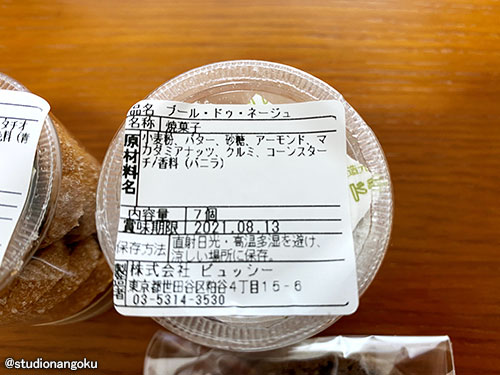 品名 ブール・ドゥ・ネージュ
名称 焼菓子
原材料名 小麦粉、バター、砂糖、アーモンド、マ
カダミアナッツ、クルミ、コーンスター
チ/香料(バニラ)
内容量 7個
賞味期限 2021.08.13
保存方法 直射日光・高温多湿を避け、
涼しい場所に保存。
製造者 株式会社 ビュッシー
東京都世田谷区粕谷4丁目15-6
03-5314-3530
@studionangoku